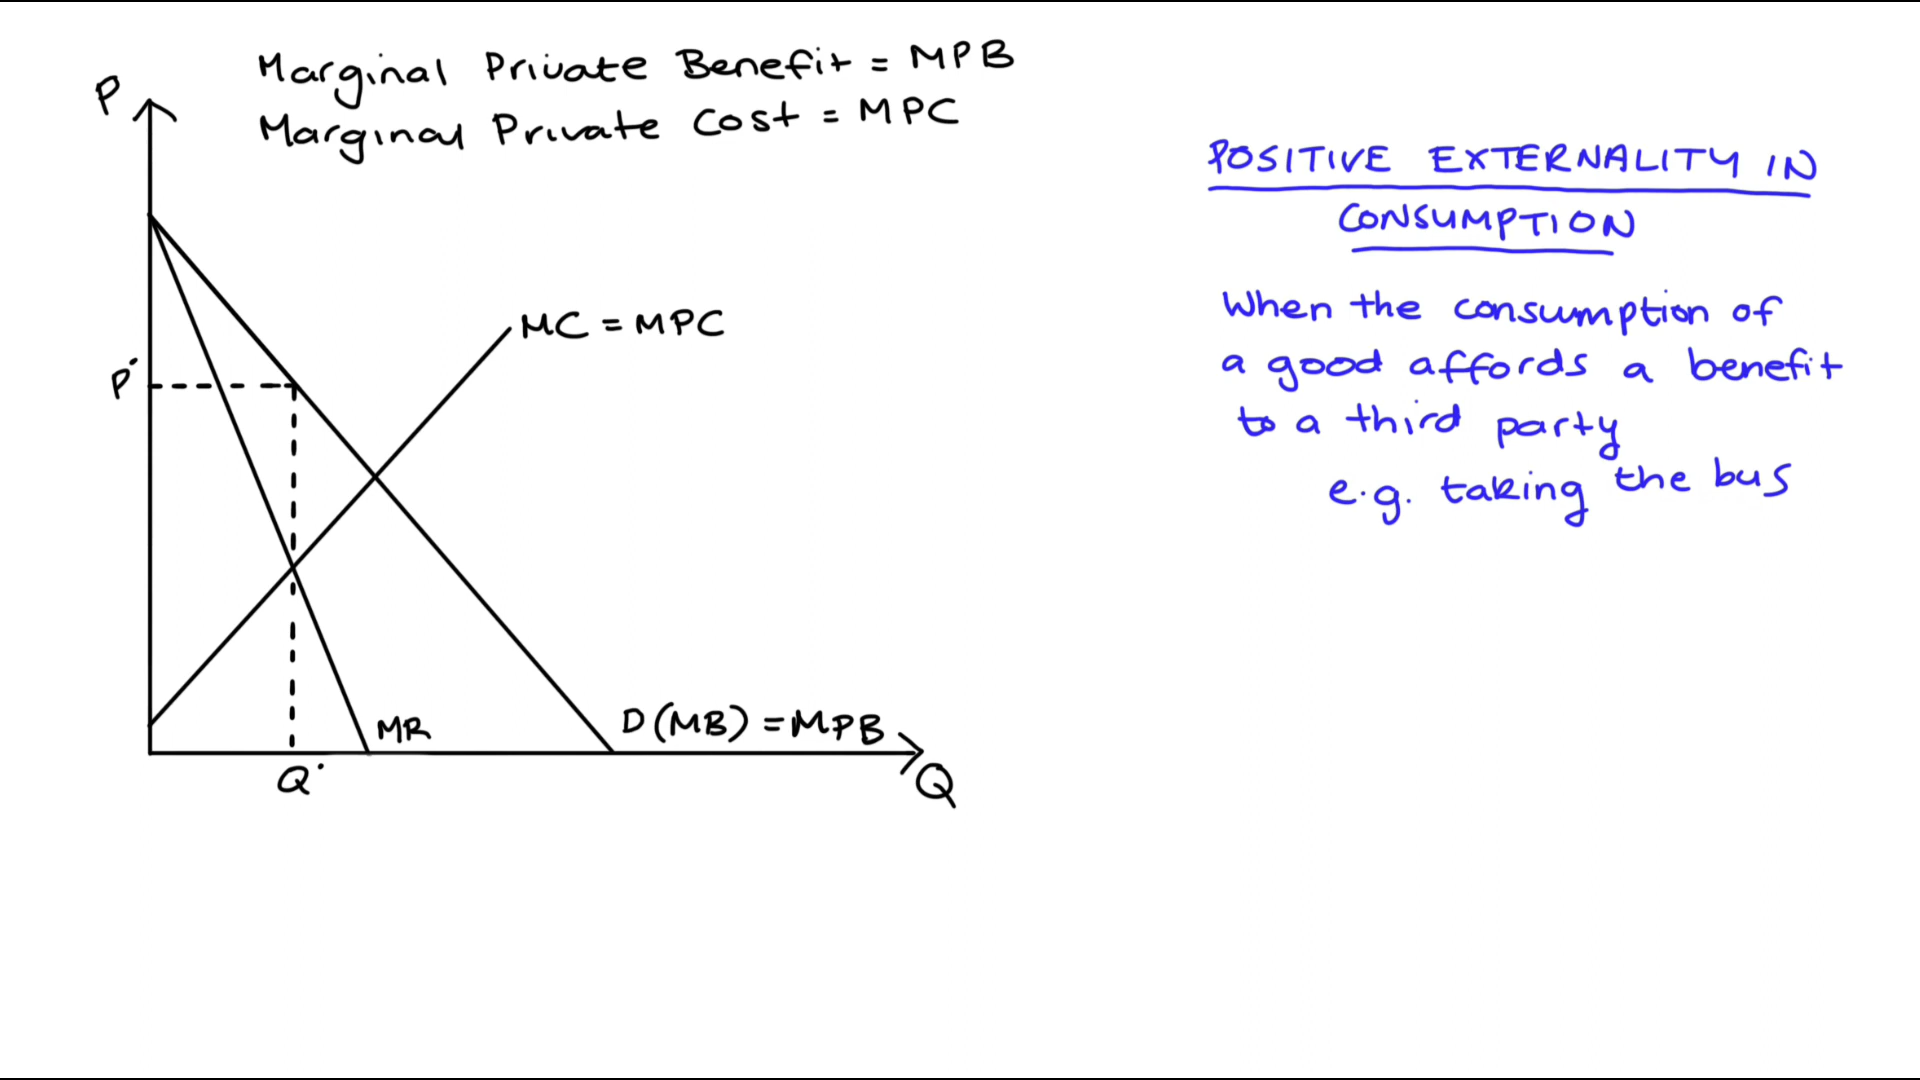 Marginal Private Benefit = MPB
Marginal Private Cost = MPC
P
MC = MPC
P*
MR
D (MB) = MPB
Q*
Q
POSITIVE EXTERNALITY IN
CONSUMPTION
When the consumption of
a good affords a benefit
to a third party
e.g. taking the bus